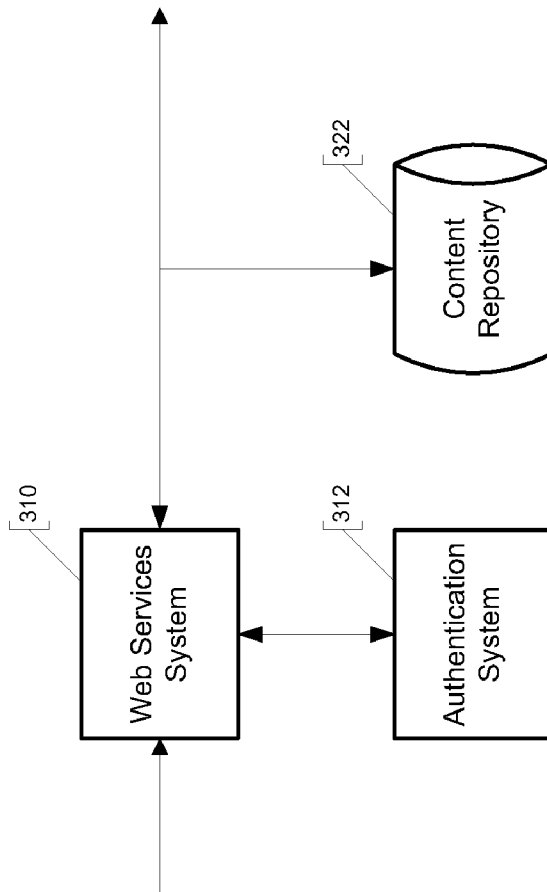 310
Web Services
System
312
Authentication
System
322
Content
Repository